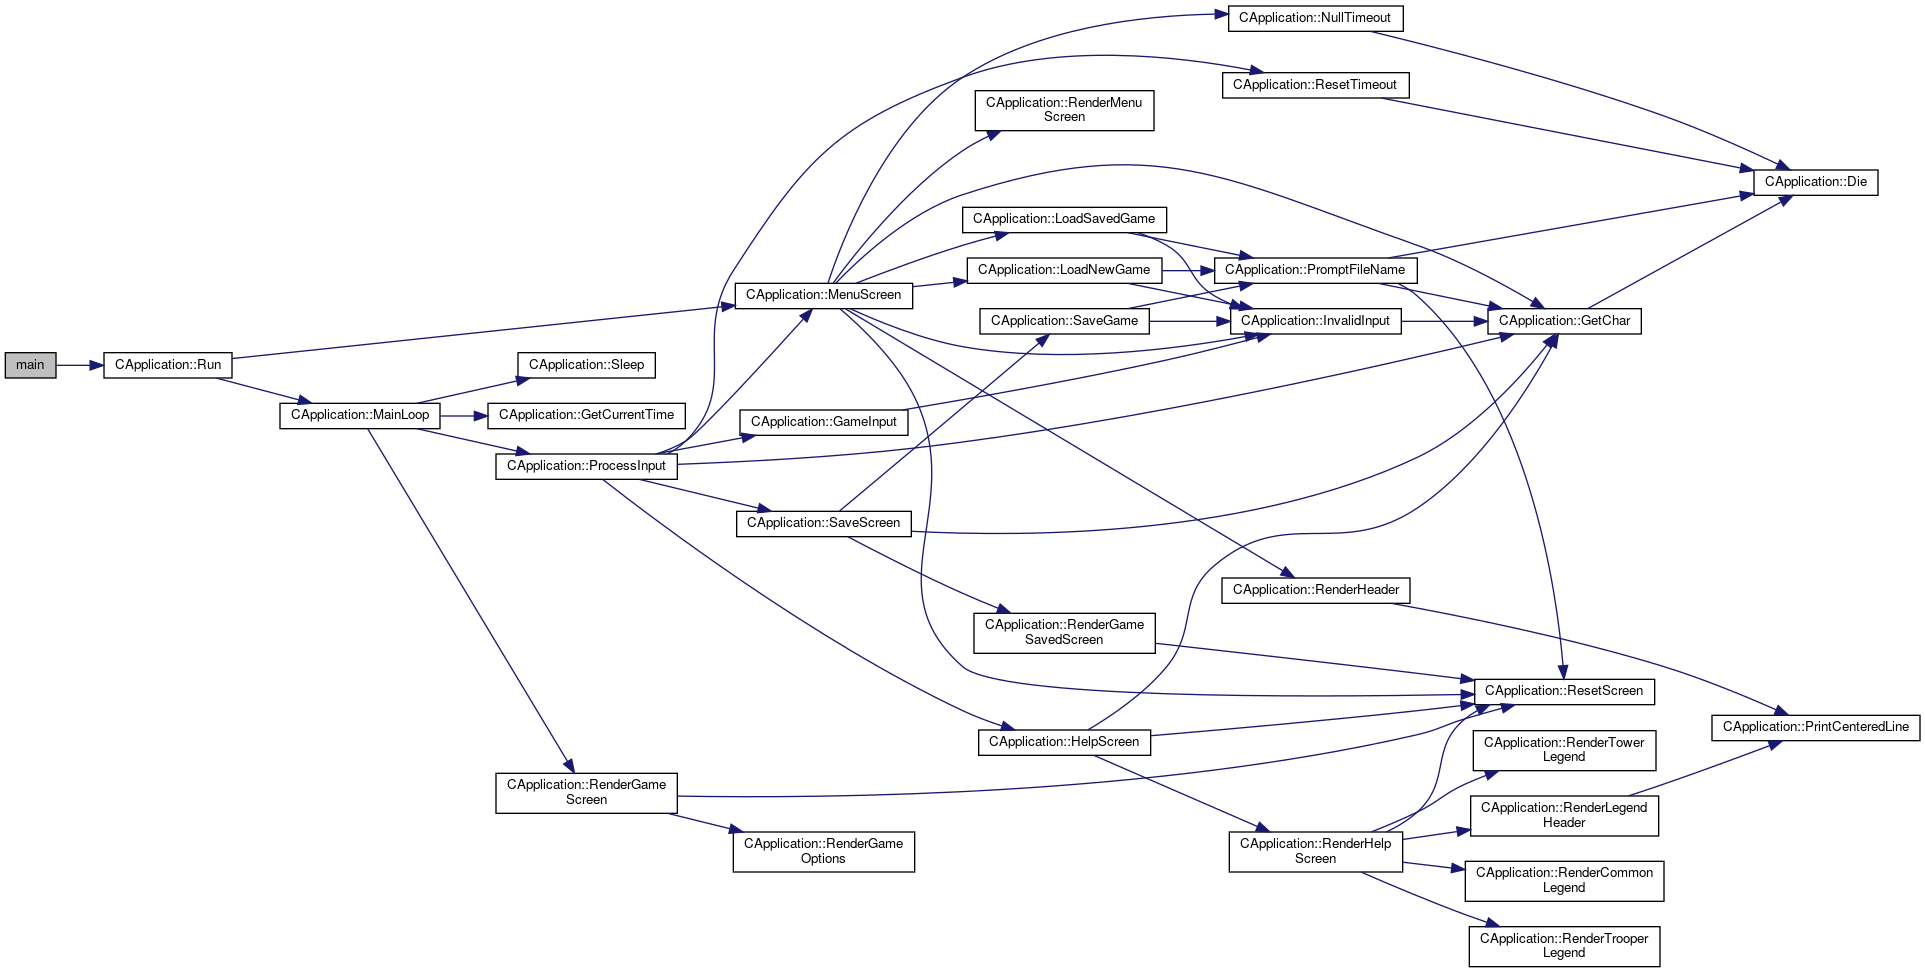 CApplication::NullTimeout
CApplication::ResetTimeout
CApplication::RenderMenu
Screen
CApplication::Die
CApplication::LoadSavedGame
CApplication::LoadNewGame
CApplication::PromptFileName
CApplication::MenuScreen
CApplication::SaveGame
CApplication::InvalidInput
CApplication::GetChar
main
CApplication::Run
CApplication::Sleep
CApplication::MainLoop
CApplication::GetCurrentTime
CApplication::GameInput
CApplication::ProcessInput
CApplication::SaveScreen
CApplication::RenderHeader
CApplication::RenderGame
SavedScreen
CApplication::ResetScreen
CApplication::PrintCenteredLine
CApplication::HelpScreen
CApplication::RenderTower
Legend
CApplication::RenderGame
Screen
CApplication::RenderLegend
Header
CApplication::RenderGame
Options
CApplication::RenderHelp
Screen
CApplication::RenderCommon
Legend
CApplication::RenderTrooper
Legend